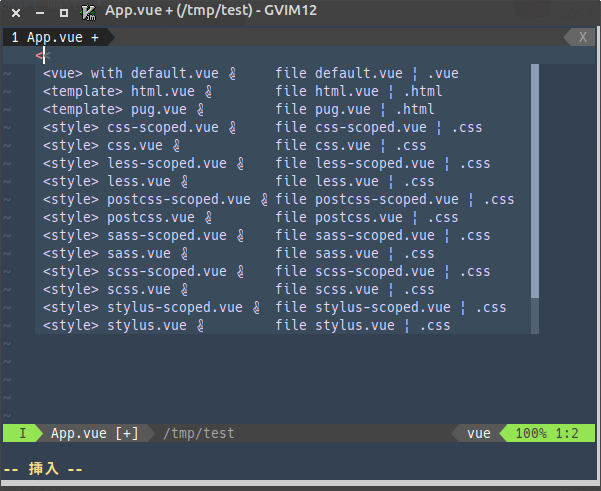 App.vue + (/tmp/test) - GVIM12
1 App.vue + X
<<
~ <vue> with default.vue file default.vue ¦ .vue
~ <template> html.vue file html.vue ¦ .html
~ <template> pug.vue file pug.vue ¦ .html
~ <style> css-scoped.vue file css-scoped.vue ¦ .css
~ <style> css.vue file css.vue ¦ .css
~ <style> less-scoped.vue file less-scoped.vue ¦ .css
~ <style> less.vue file less.vue ¦ .css
~ <style> postcss-scoped.vue file postcss-scoped.vue ¦ .css
~ <style> postcss.vue file postcss.vue ¦ .css
~ <style> sass-scoped.vue file sass-scoped.vue ¦ .css
~ <style> sass.vue file sass.vue ¦ .css
~ <style> scss-scoped.vue file scss-scoped.vue ¦ .css
~ <style> scss.vue file scss.vue ¦ .css
~ <style> stylus-scoped.vue file stylus-scoped.vue ¦ .css
~ <style> stylus.vue file stylus.vue ¦ .css
~
~
~
~
~
I App.vue [+] /tmp/test vue 100% 1:2
-- 挿入 --